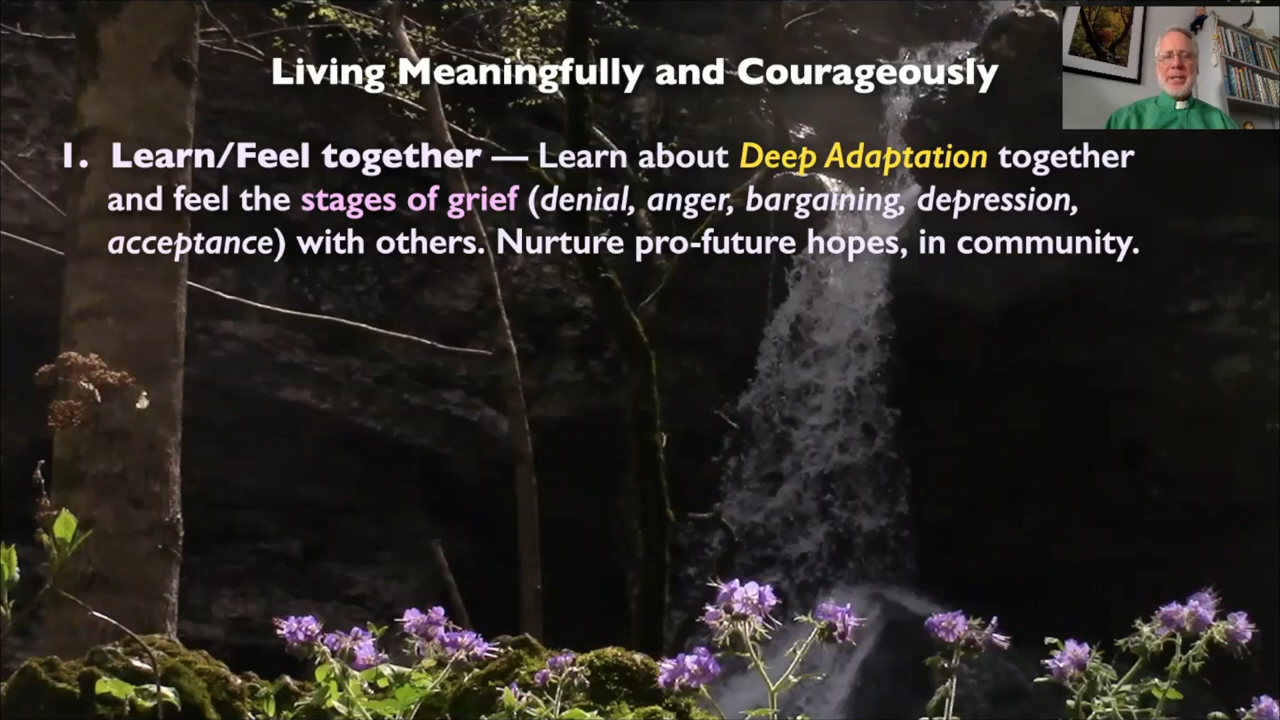 Living Meaningfully and Courageously
1. Learn/Feel together — Learn about Deep Adaptation together
and feel the stages of grief (denial, anger, bargaining, depression,
acceptance) with others. Nurture pro-future hopes, in community.